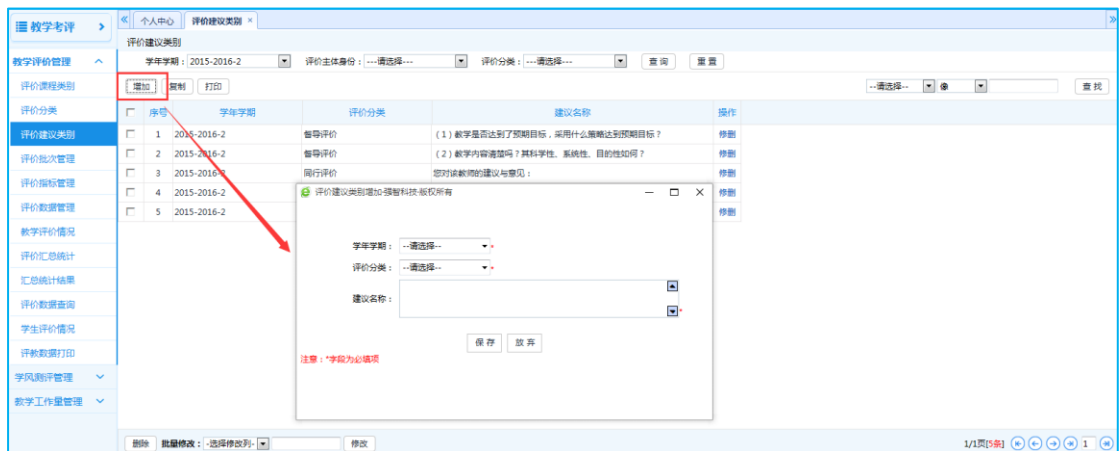 教学考评
个人中心 评价建议类别 ×
评价建议类别
教学评价管理
学年学期：2015-2016-2 评价主体身份：---请选择--- 评价分类：---请选择--- 查询 重置
评价课程类别
增加 复制 打印 --请选择-- 像 查找
评价分类
序号 学年学期 评价分类 建议名称 操作
评价建议类别
1 2015-2016-2 督导评价 （1）教学是否达到了预期目标，采用什么策略达到预期目标？ 修删
评价批次管理
2 2015-2016-2 督导评价 （2）教学内容清楚吗？其科学性、系统性、目的性如何？ 修删
评价指标管理
3 2015-2016-2 同行评价 您对该教师的建议与意见： 修删
4 2015-2016-2 修删
5 2015-2016-2 修删
评价数据管理
教学评价情况
评价汇总统计
汇总统计结果
评价数据查询
学生评价情况
评教数据打印
学风测评管理
教学工作量管理
评价建议类别增加-强智科技-版权所有
学年学期：--请选择-- *
评价分类：--请选择-- *
建议名称： *
保存 放弃
注意：*字段为必填项
删除 批量修改：-选择修改列- 修改 1/1页[5条] 1